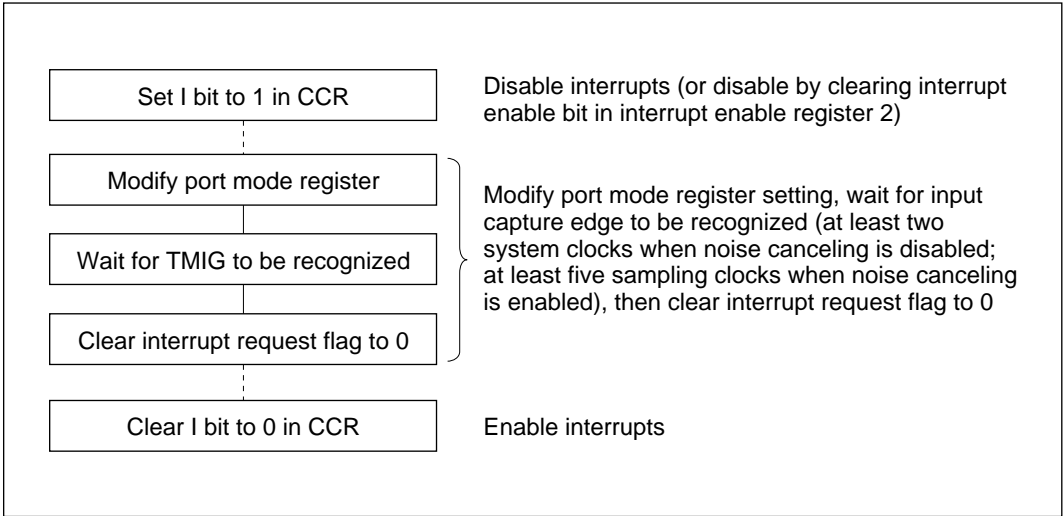 Set I bit to 1 in CCR
Disable interrupts (or disable by clearing interrupt
enable bit in interrupt enable register 2)
Modify port mode register
Wait for TMIG to be recognized
Clear interrupt request flag to 0
Modify port mode register setting, wait for input
capture edge to be recognized (at least two
system clocks when noise canceling is disabled;
at least five sampling clocks when noise canceling
is enabled), then clear interrupt request flag to 0
Clear I bit to 0 in CCR
Enable interrupts